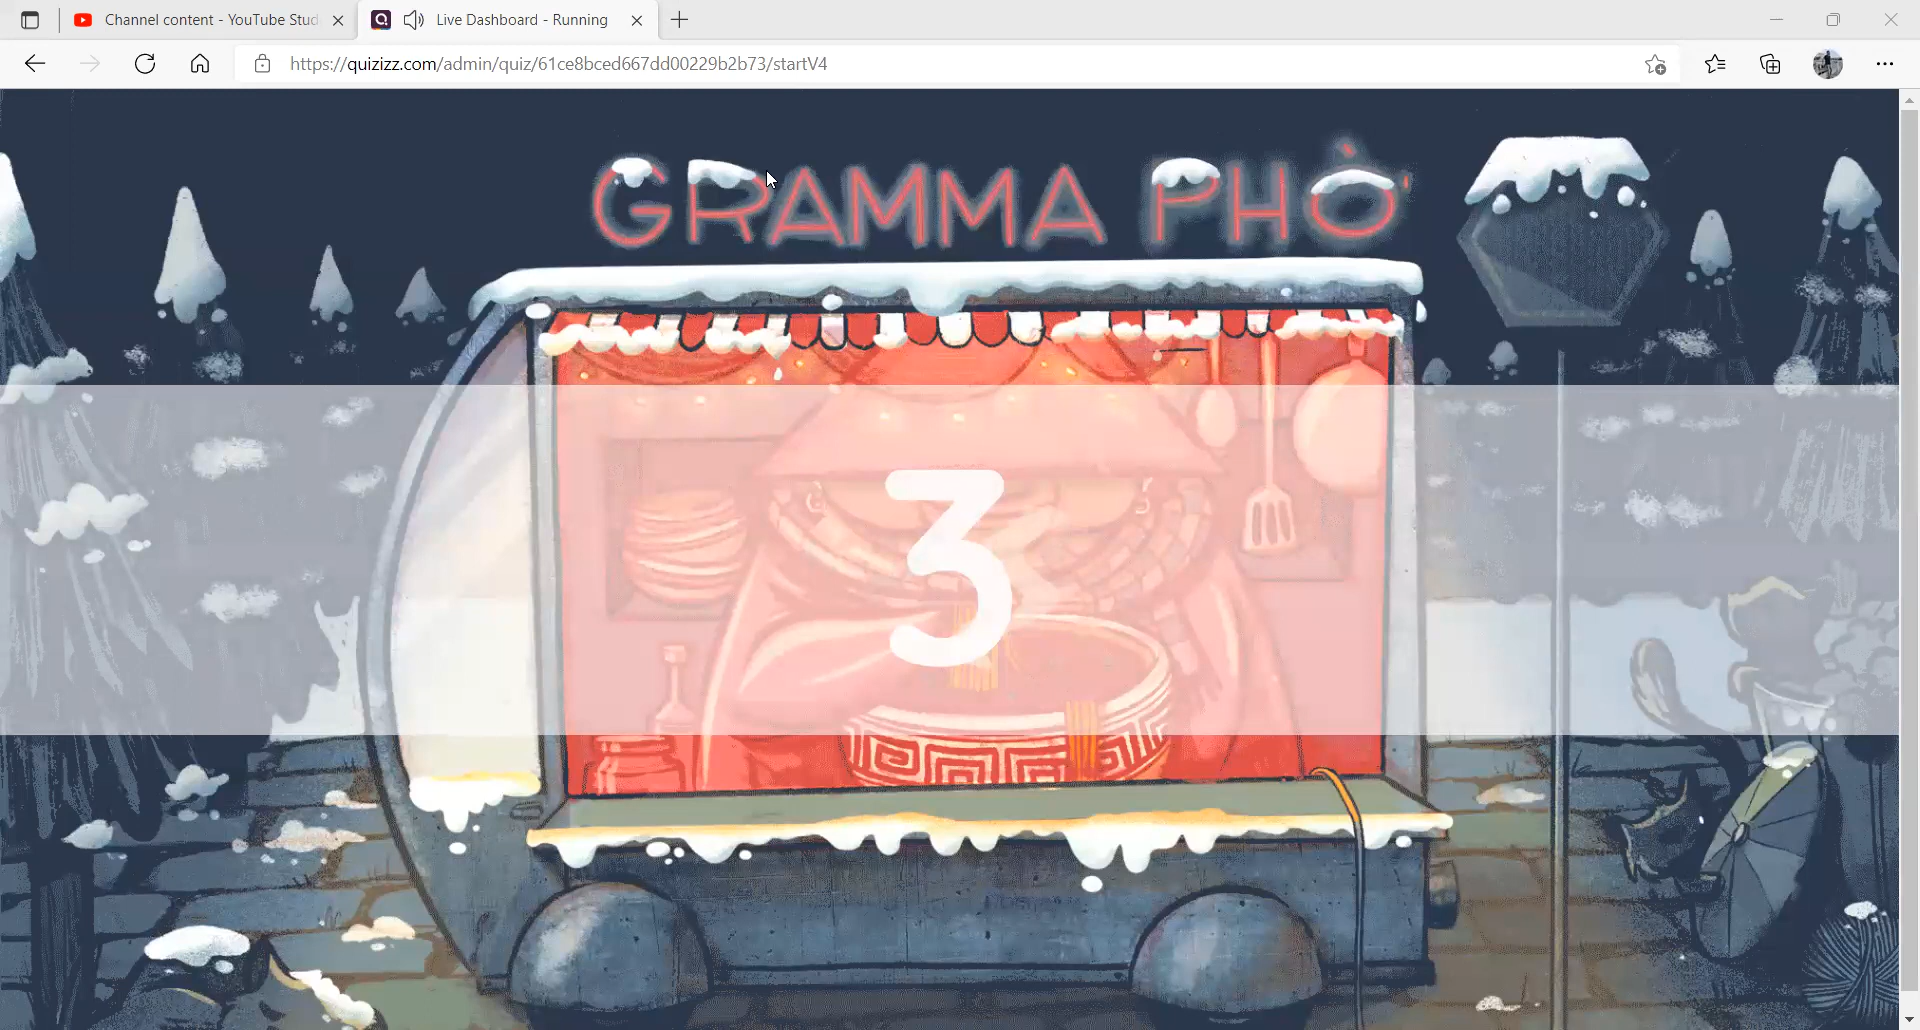 Channel content - YouTube Stud
Live Dashboard - Running
https://quizizz.com/admin/quiz/61ce8bced667dd00229b2b73/startV4
GRAMMA PHỞ
3